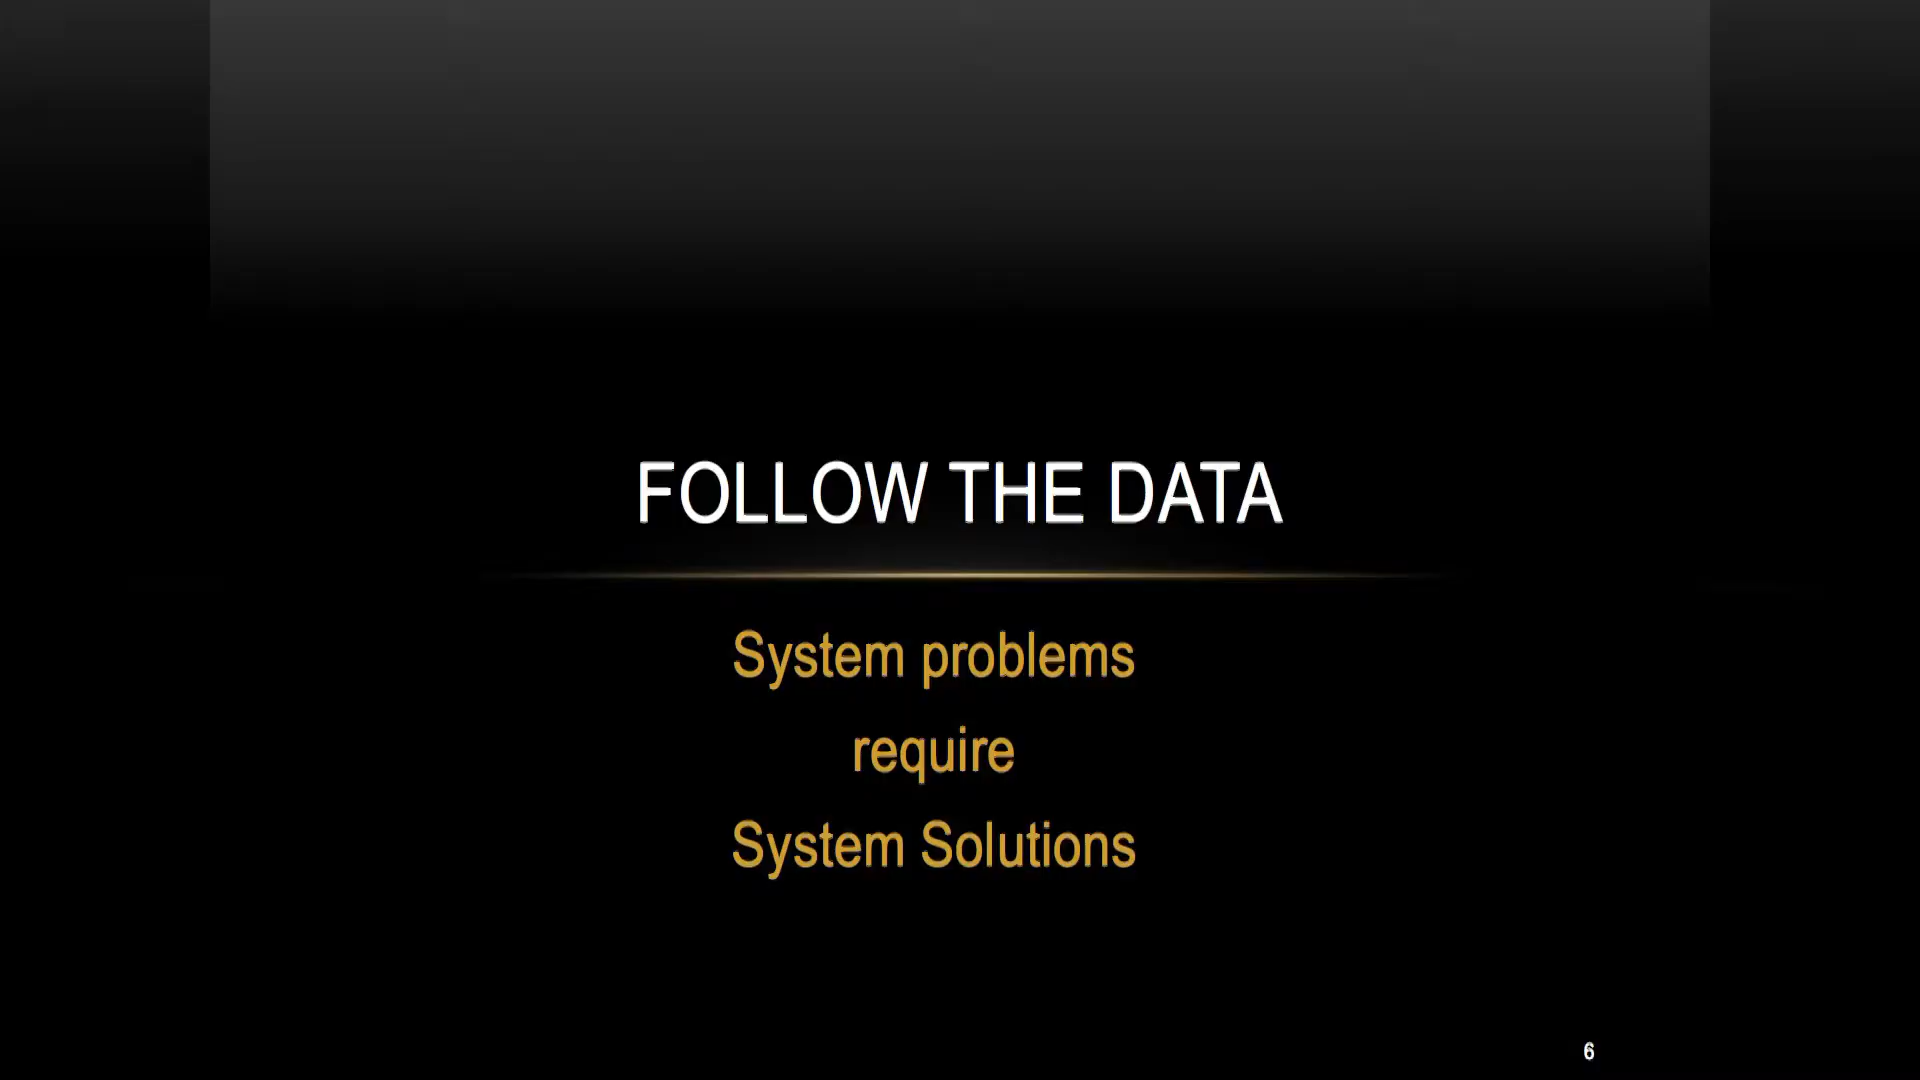 FOLLOW THE DATA
System problems
require
System Solutions
6